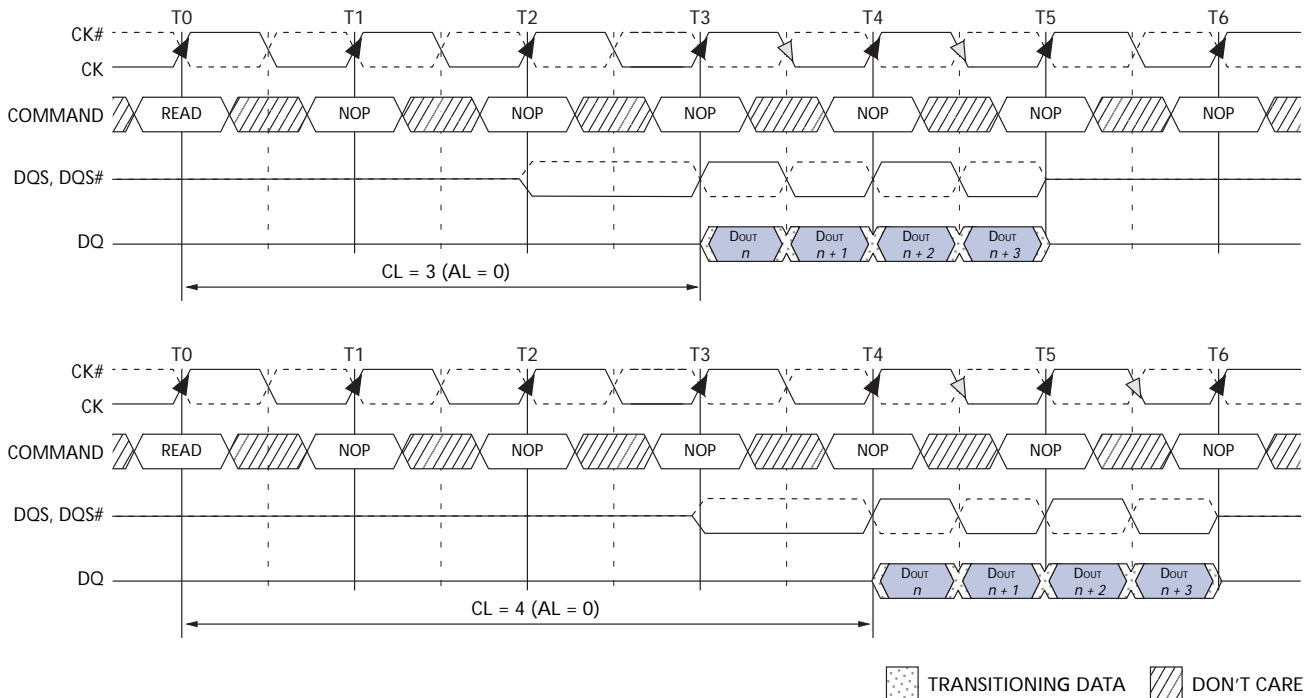 T0 T1 T2 T3 T4 T5 T6
CK#
CK
COMMAND READ NOP NOP NOP NOP NOP NOP
DQS, DQS#
DQ DOUT n DOUT n + 1 DOUT n + 2 DOUT n + 3
CL = 3 (AL = 0)
T0 T1 T2 T3 T4 T5 T6
CK#
CK
COMMAND READ NOP NOP NOP NOP NOP NOP
DQS, DQS#
DQ DOUT n DOUT n + 1 DOUT n + 2 DOUT n + 3
CL = 4 (AL = 0)
TRANSITIONING DATA DON'T CARE